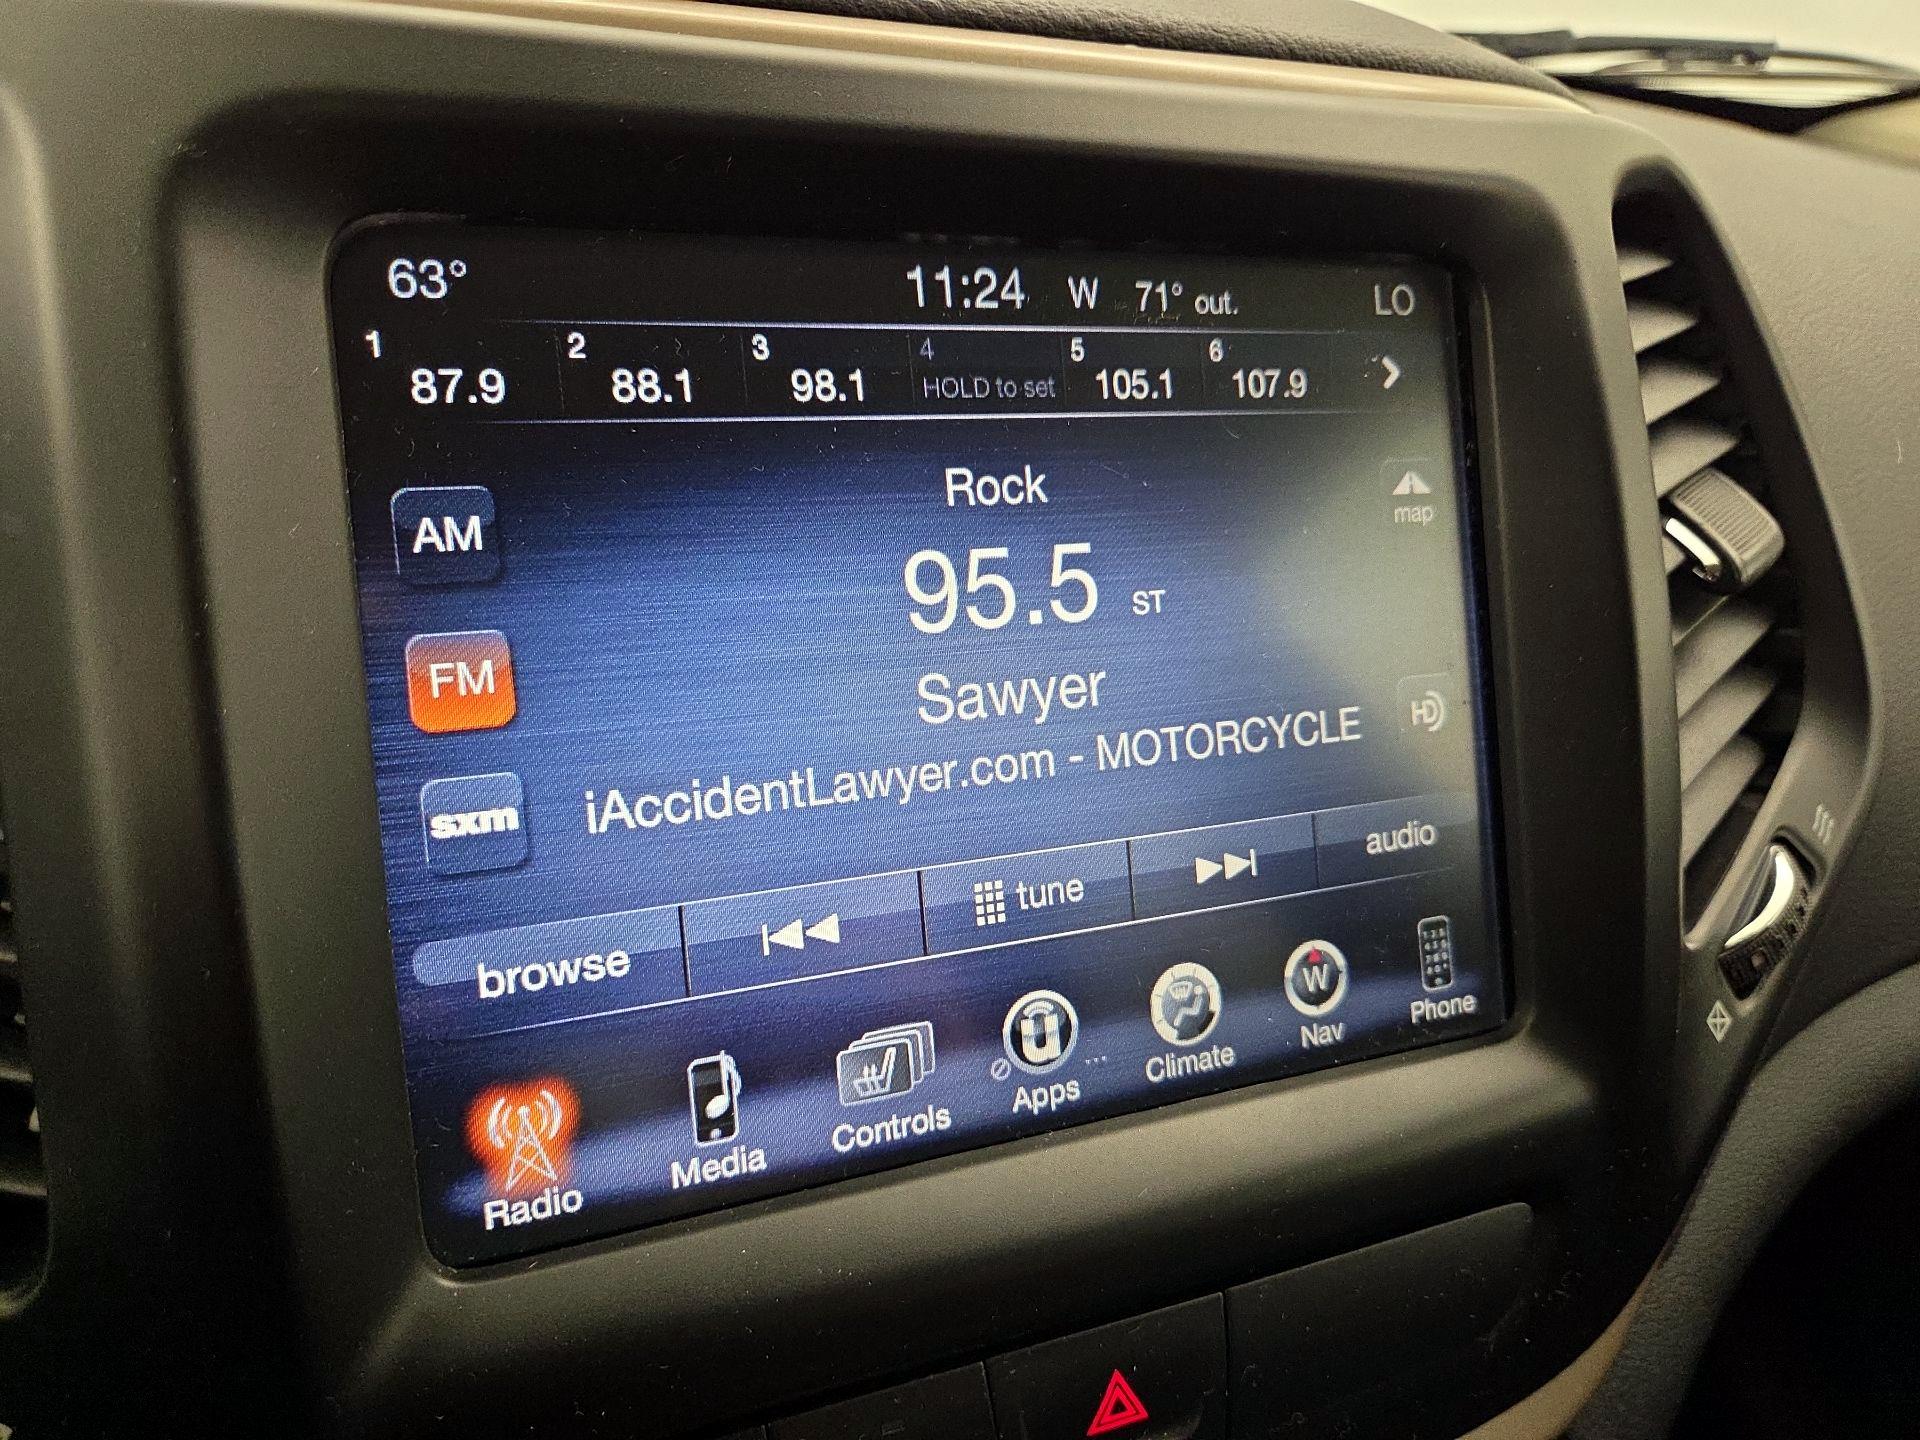 63° 11:24 W 71° out. LO
1 2 3 4 5 6
87.9 88.1 98.1 HOLD to set 105.1 107.9
Rock
map
AM
95.5 ST
FM
Sawyer
HD
iAccidentLawyer.com - MOTORCYCLE
sxm
browse tune audio
Radio Media Controls Apps ... Climate W Nav Phone